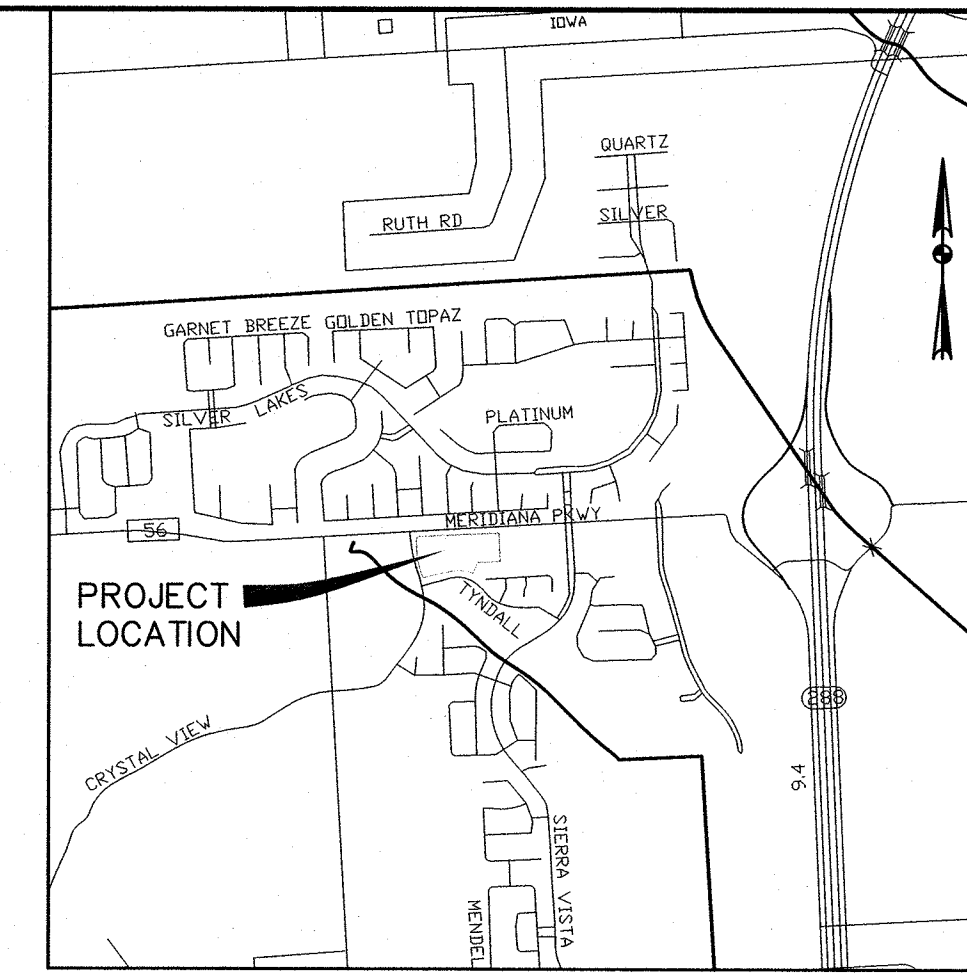 IOWA
QUARTZ
RUTH RD
SILVER
GARNET BREEZE GOLDEN TOPAZ
SILVER LAKES
PLATINUM
MERIDIANA PKWY
56
PROJECT
LOCATION
TYNDALL
288
CRYSTAL VIEW
9.4
SIERRA VISTA
MENDEL